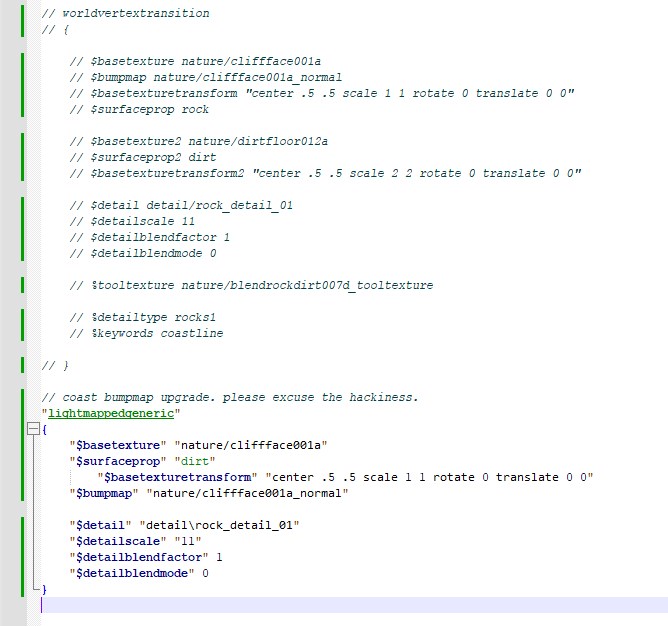 // worldvertextransition
// {
// $basetexture nature/cliffface001a
// $bumpmap nature/cliffface001a_normal
// $basetexturetransform "center .5 .5 scale 1 1 rotate 0 translate 0 0"
// $surfaceprop rock
// $basetexture2 nature/dirtfloor012a
// $surfaceprop2 dirt
// $basetexturetransform2 "center .5 .5 scale 2 2 rotate 0 translate 0 0"
// $detail detail/rock_detail_01
// $detailscale 11
// $detailblendfactor 1
// $detailblendmode 0
// %tooltexture nature/blendrockdirt007d_tooltexture
// %detailtype rocks1
// %keywords coastline
// }
// coast bumpmap upgrade. please excuse the hackiness.
"lightmappedgeneric"
{
"$basetexture" "nature/cliffface001a"
"$surfaceprop" "dirt"
"$basetexturetransform" "center .5 .5 scale 1 1 rotate 0 translate 0 0"
"$bumpmap" "nature/cliffface001a_normal"
"$detail" "detail\rock_detail_01"
"$detailscale" "11"
"$detailblendfactor" 1
"$detailblendmode" 0
}